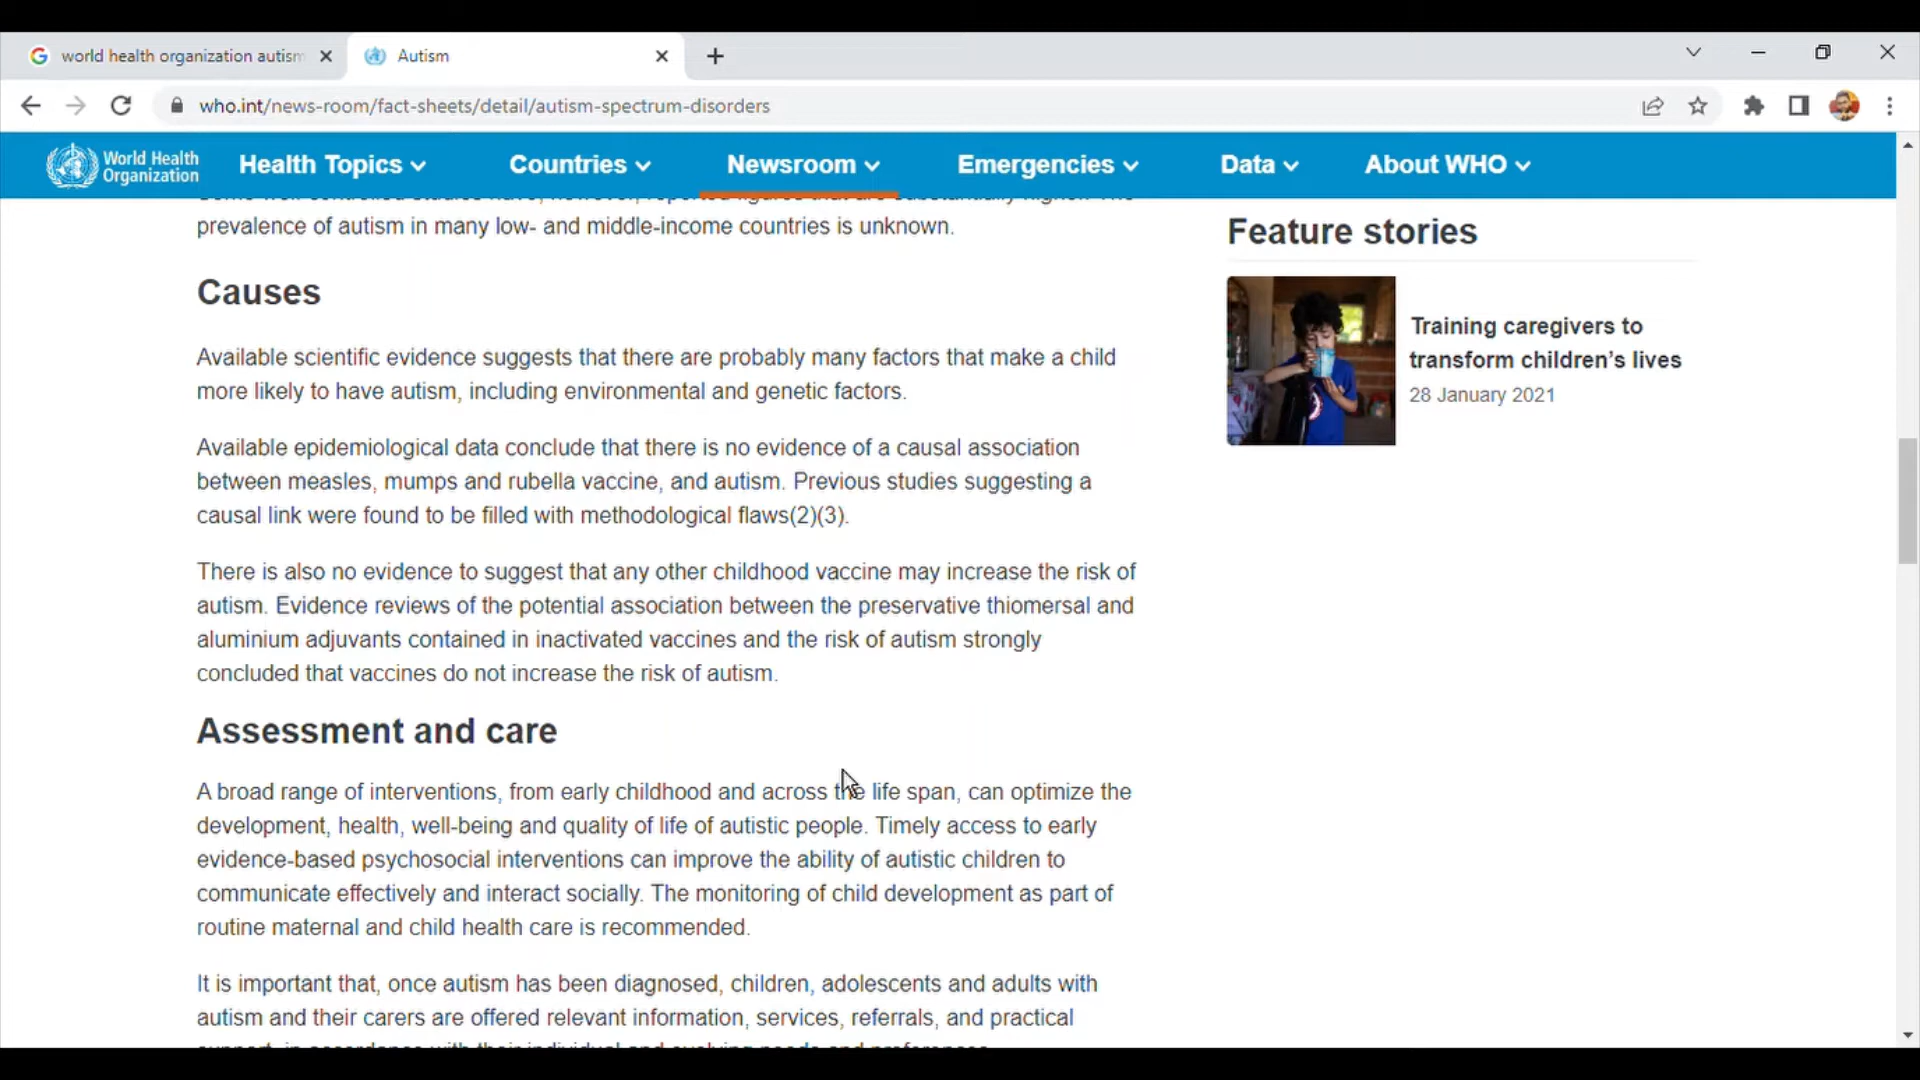 world health organization autism
Autism
who.int/news-room/fact-sheets/detail/autism-spectrum-disorders
World Health
Organization
Health Topics
Countries
Newsroom
Emergencies
Data
About WHO
prevalence of autism in many low- and middle-income countries is unknown.
Causes
Available scientific evidence suggests that there are probably many factors that make a child
more likely to have autism, including environmental and genetic factors.
Available epidemiological data conclude that there is no evidence of a causal association
between measles, mumps and rubella vaccine, and autism. Previous studies suggesting a
causal link were found to be filled with methodological flaws(2)(3).
There is also no evidence to suggest that any other childhood vaccine may increase the risk of
autism. Evidence reviews of the potential association between the preservative thiomersal and
aluminium adjuvants contained in inactivated vaccines and the risk of autism strongly
concluded that vaccines do not increase the risk of autism.
Assessment and care
A broad range of interventions, from early childhood and across the life span, can optimize the
development, health, well-being and quality of life of autistic people. Timely access to early
evidence-based psychosocial interventions can improve the ability of autistic children to
communicate effectively and interact socially. The monitoring of child development as part of
routine maternal and child health care is recommended.
It is important that, once autism has been diagnosed, children, adolescents and adults with
autism and their carers are offered relevant information, services, referrals, and practical
Feature stories
Training caregivers to
transform children's lives
28 January 2021